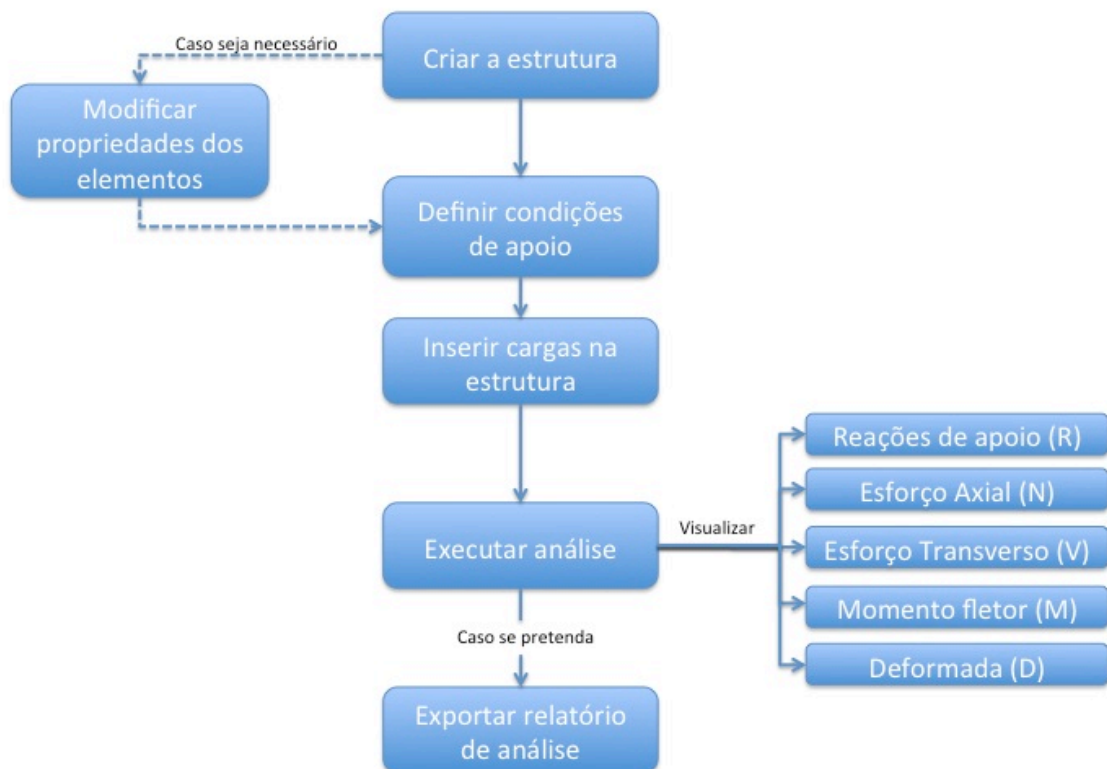 Caso seja necessário
Criar a estrutura
Modificar
propriedades dos
elementos
Definir condições
de apoio
Inserir cargas na
estrutura
Executar análise
Visualizar
Reações de apoio (R)
Esforço Axial (N)
Esforço Transverso (V)
Momento fletor (M)
Deformada (D)
Caso se pretenda
Exportar relatório
de análise